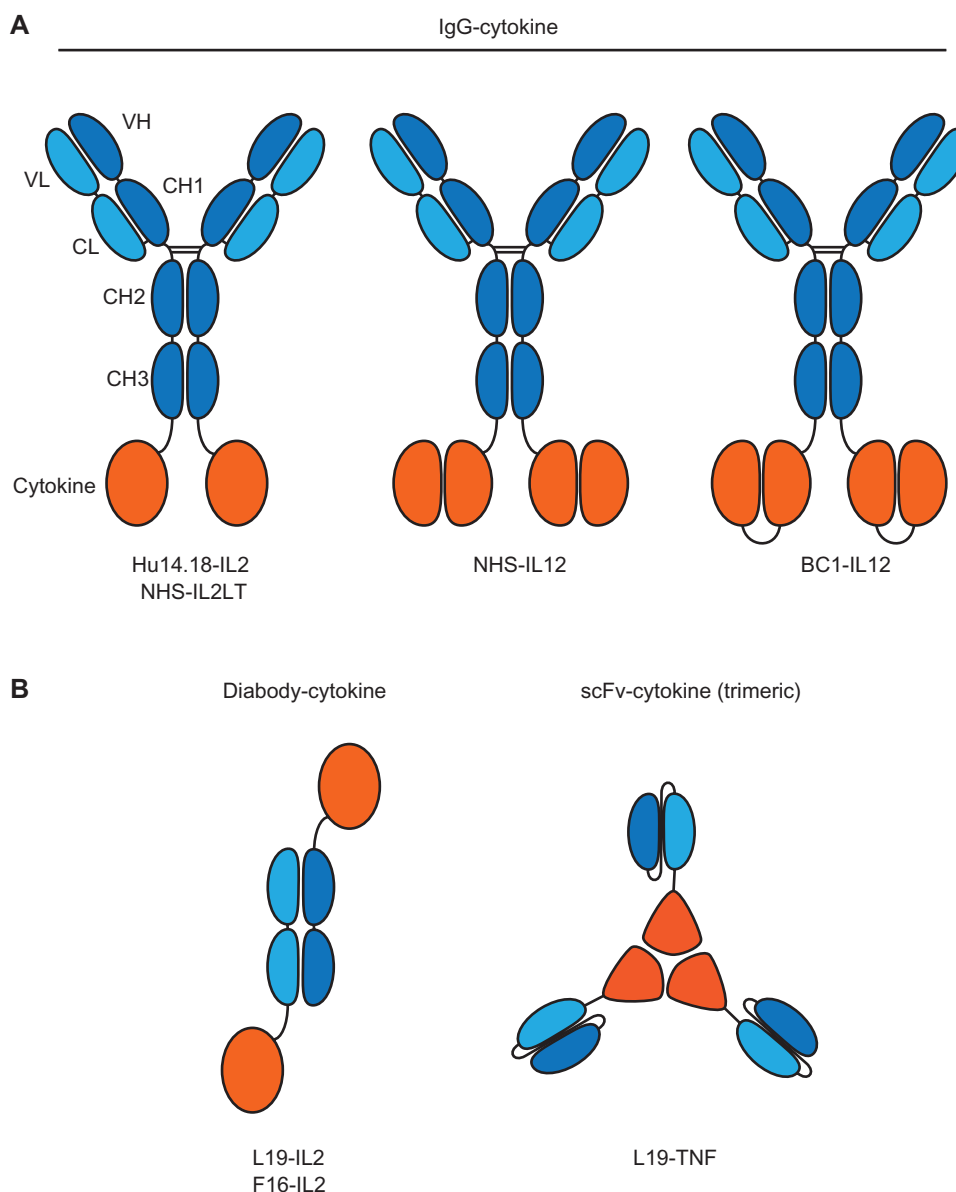 A
IgG-cytokine
VH
VL
CH1
CL
CH2
CH3
Cytokine
Hu14.18-IL2
NHS-IL2LT
NHS-IL12
BC1-IL12
B
Diabody-cytokine
scFv-cytokine (trimeric)
L19-IL2
F16-IL2
L19-TNF